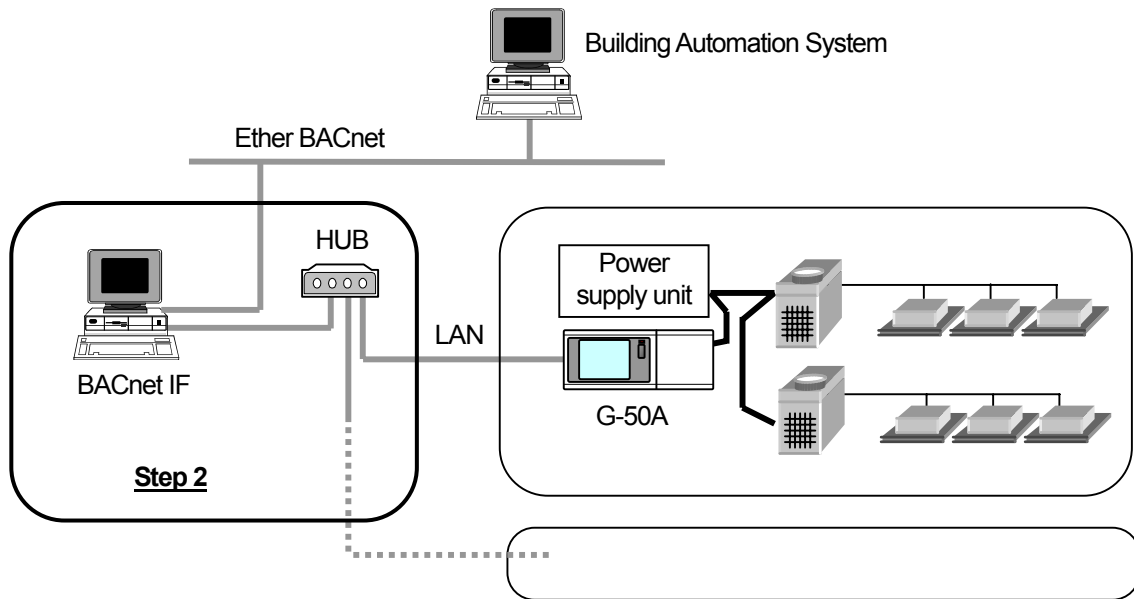 Building Automation System
Ether BACnet
HUB
Power
supply unit
LAN
BACnet IF
G-50A
Step 2